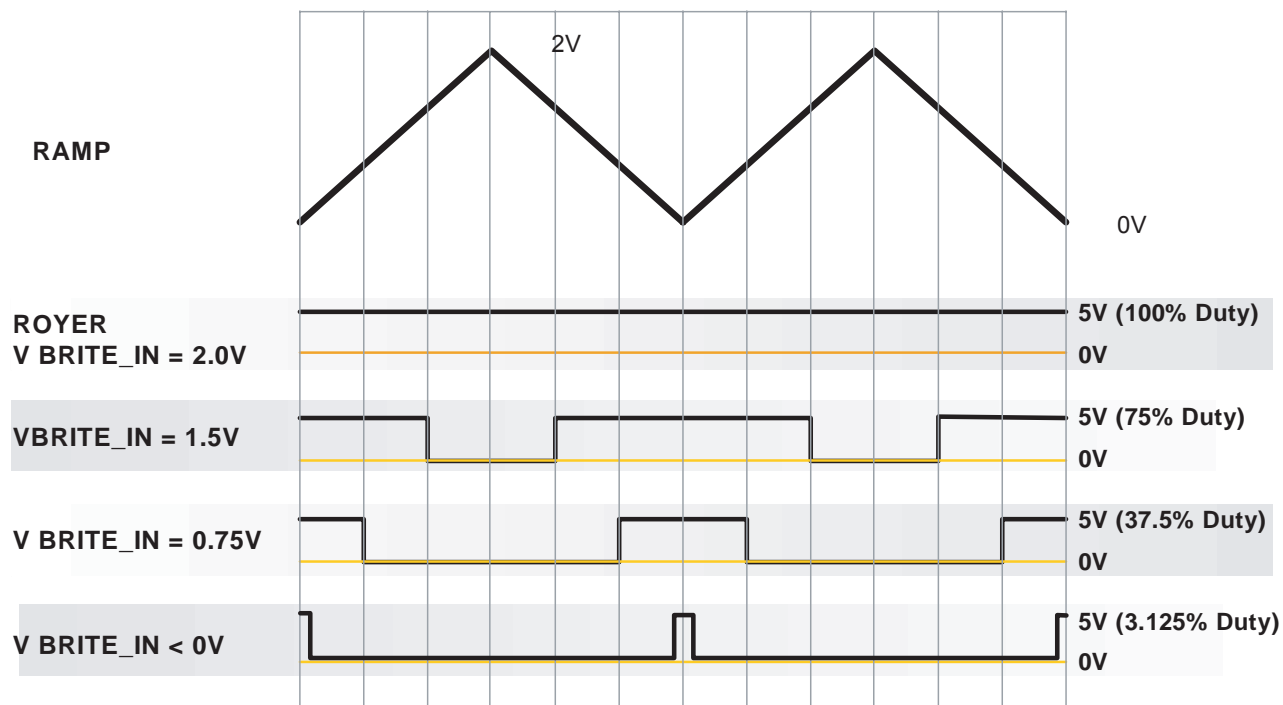 2V
RAMP
0V
ROYER
V BRITE_IN = 2.0V
5V (100% Duty)
0V
VBRITE_IN = 1.5V
5V (75% Duty)
0V
V BRITE_IN = 0.75V
5V (37.5% Duty)
0V
V BRITE_IN < 0V
5V (3.125% Duty)
0V